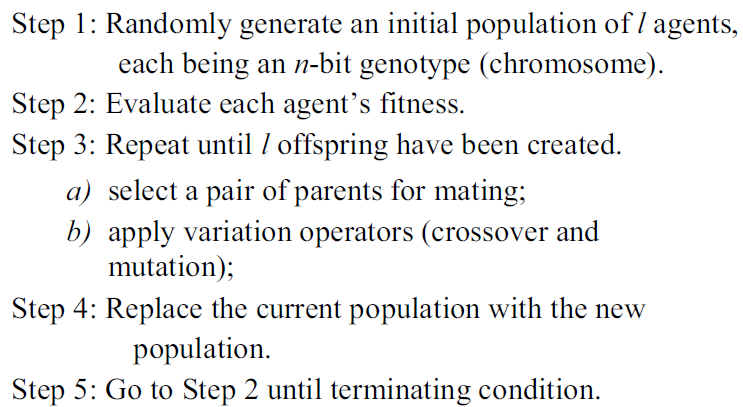 Step 1: Randomly generate an initial population of l agents,
each being an n-bit genotype (chromosome).
Step 2: Evaluate each agent’s fitness.
Step 3: Repeat until l offspring have been created.
a) select a pair of parents for mating;
b) apply variation operators (crossover and
mutation);
Step 4: Replace the current population with the new
population.
Step 5: Go to Step 2 until terminating condition.